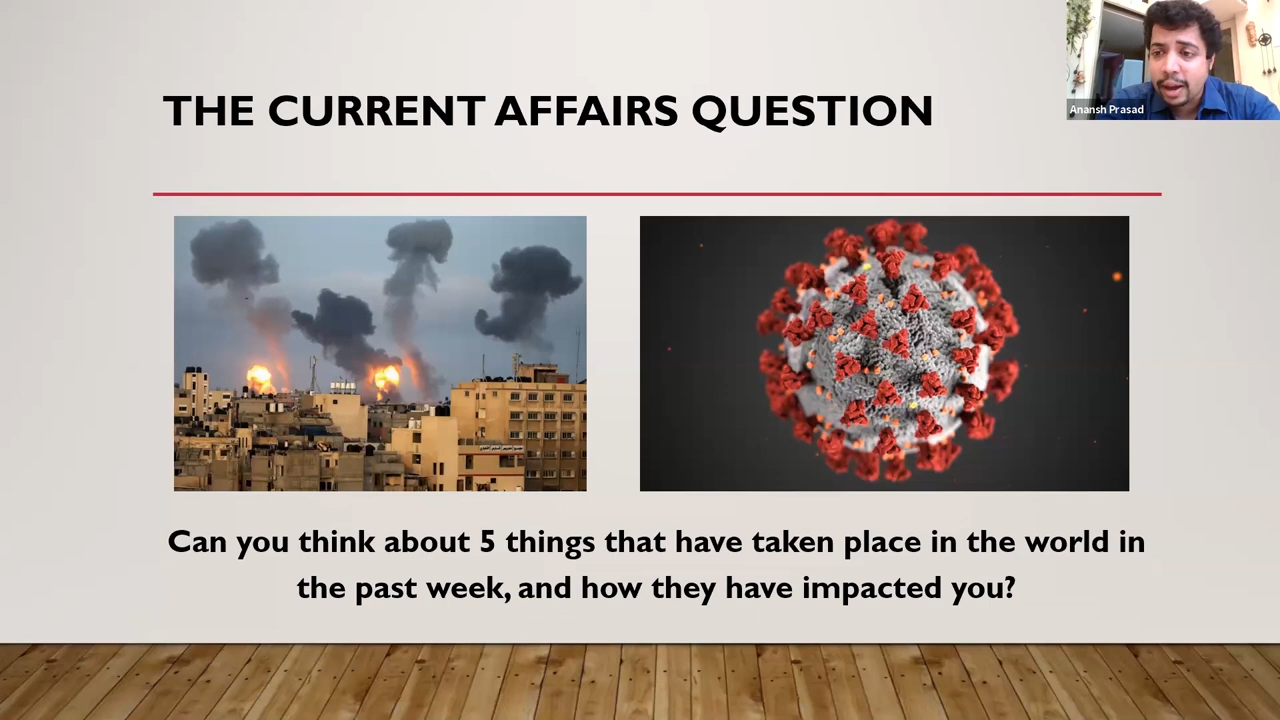 THE CURRENT AFFAIRS QUESTION
Anansh Prasad
Can you think about 5 things that have taken place in the world in
the past week, and how they have impacted you?